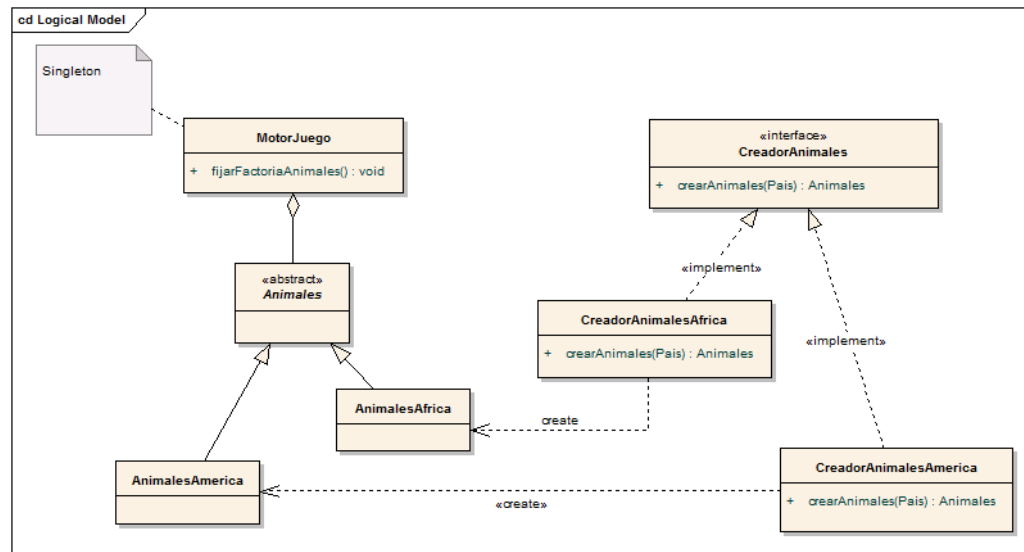 cd Logical Model
Singleton
MotorJuego
+ fijarFactoriaAnimales() : void
«interface»
CreadorAnimales
+ crearAnimales(Pais) : Animales
«abstract»
Animales
«implement»
CreadorAnimalesAfrica
+ crearAnimales(Pais) : Animales
«implement»
AnimalesAfrica
create
AnimalesAmerica
CreadorAnimalesAmerica
+ crearAnimales(Pais) : Animales
«create»